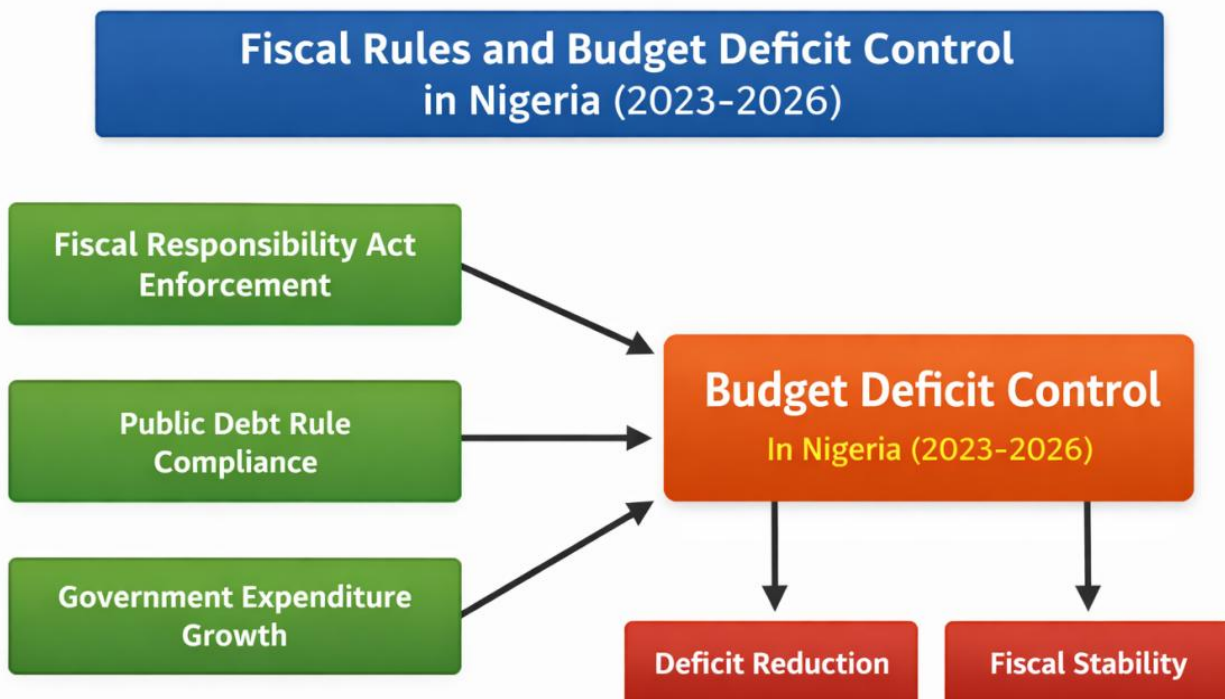 Fiscal Rules and Budget Deficit Control
in Nigeria (2023-2026)
Fiscal Responsibility Act
Enforcement
Public Debt Rule
Compliance
Government Expenditure
Growth
Budget Deficit Control
In Nigeria (2023-2026)
Deficit Reduction
Fiscal Stability